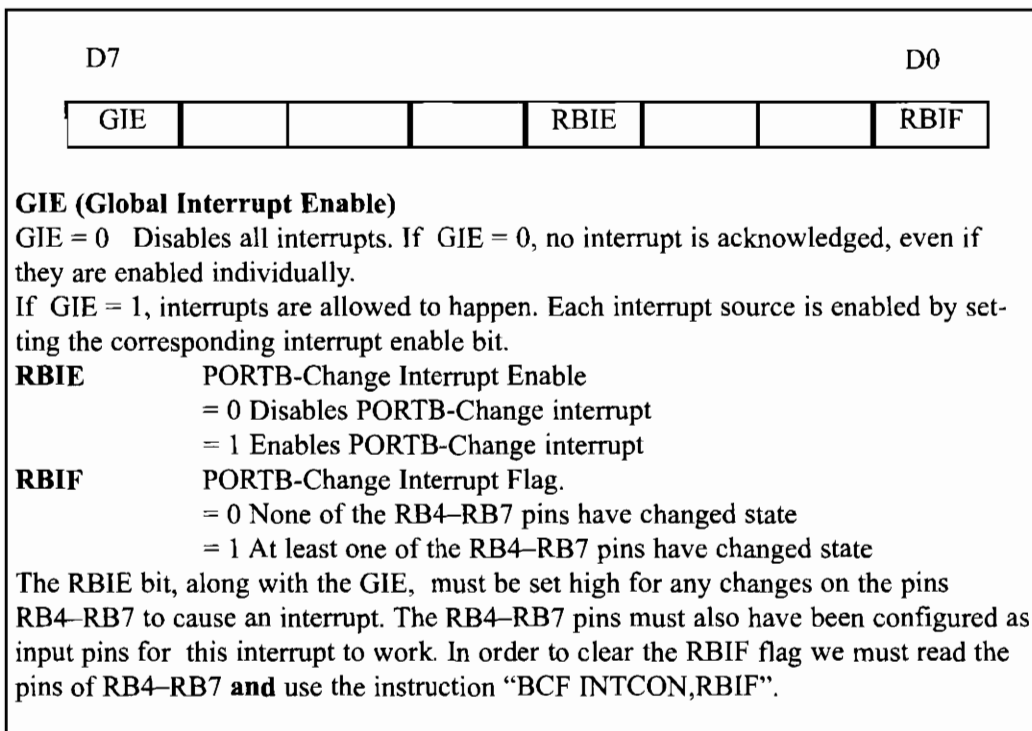 D7 D0
GIE RBIE RBIF
GIE (Global Interrupt Enable)
GIE = 0 Disables all interrupts. If GIE = 0, no interrupt is acknowledged, even if
they are enabled individually.
If GIE = 1, interrupts are allowed to happen. Each interrupt source is enabled by set-
ting the corresponding interrupt enable bit.
RBIE PORTB-Change Interrupt Enable
= 0 Disables PORTB-Change interrupt
= 1 Enables PORTB-Change interrupt
RBIF PORTB-Change Interrupt Flag.
= 0 None of the RB4–RB7 pins have changed state
= 1 At least one of the RB4–RB7 pins have changed state
The RBIE bit, along with the GIE, must be set high for any changes on the pins
RB4–RB7 to cause an interrupt. The RB4–RB7 pins must also have been configured as
input pins for this interrupt to work. In order to clear the RBIF flag we must read the
pins of RB4–RB7 and use the instruction “BCF INTCON,RBIF”.